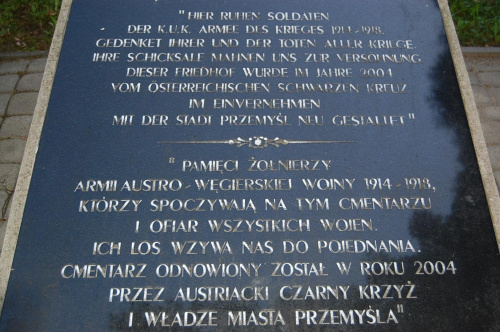 "HIER RUHEN SOLDATEN
DER K.U.K. ARMEE DES KRIEGES 1914-1918.
GEDENKET IHRER UND DER TOTEN ALLER KRIEGE.
IHRE SCHICKSALE MAHNEN UNS ZUR VERSÖHNUNG
DIESER FRIEDHOF WURDE IM JAHRE 2004
VOM ÖSTERREICHISCHEN SCHWARZEN KREUZ
IM EINVERNEHMEN
MIT DER STADT PRZEMYŚL NEU GESTALTET"
"PAMIĘCI ŻOŁNIERZY
ARMII AUSTRO-WĘGIERSKIEJ WOJNY 1914-1918,
KTÓRZY SPOCZYWAJĄ NA TYM CMENTARZU
I OFIAR WSZYSTKICH WOJEN.
ICH LOS WZYWA NAS DO POJEDNANIA.
CMENTARZ ODNOWIONY ZOSTAŁ W ROKU 2004
PRZEZ AUSTRIACKI CZARNY KRZYŻ
I WŁADZE MIASTA PRZEMYŚLA"